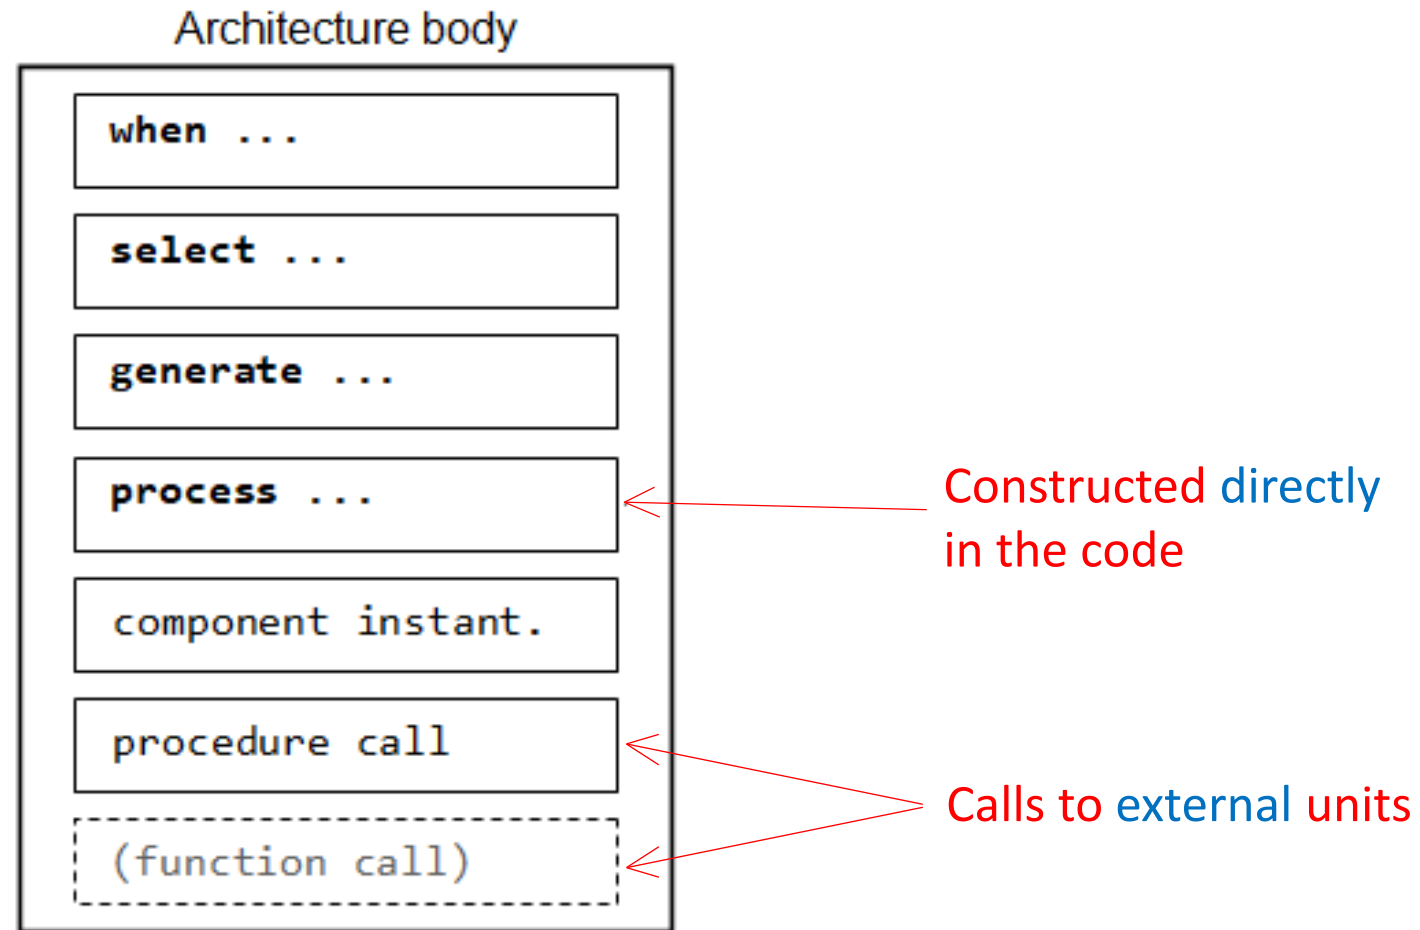 Architecture body
when ...
select ...
generate ...
process ...
Constructed directly
in the code
component instant.
procedure call
Calls to external units
(function call)